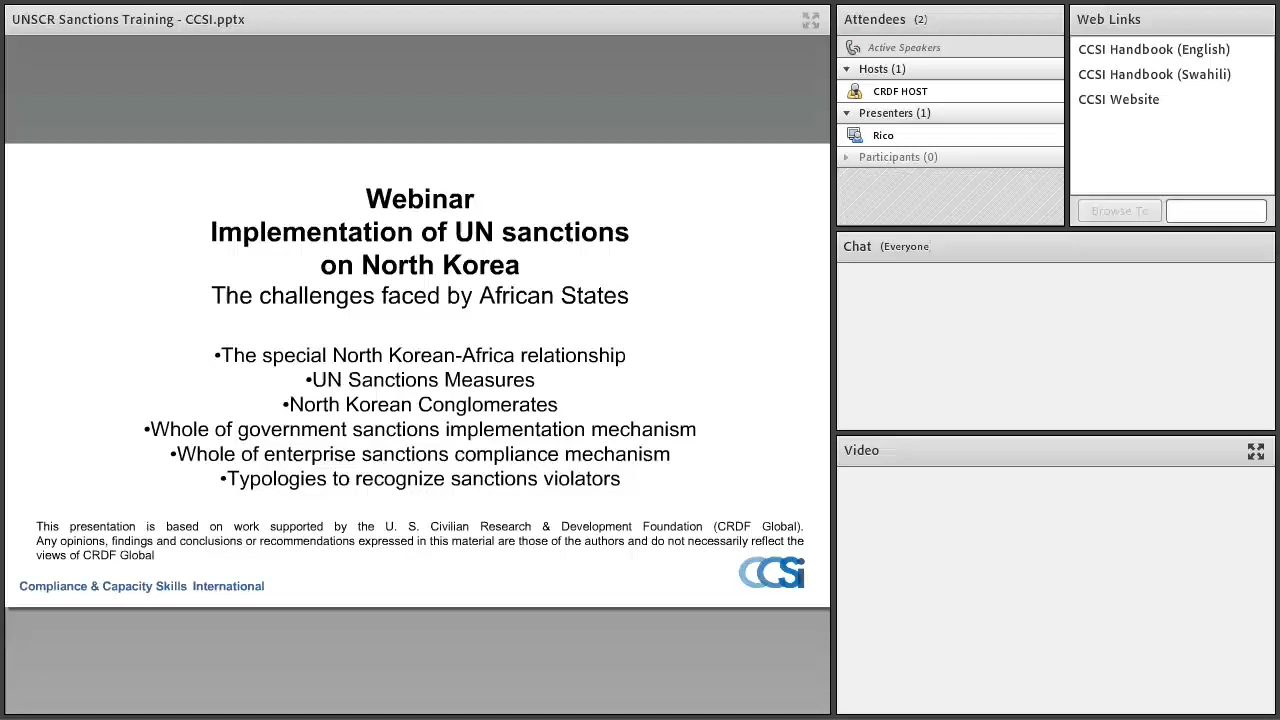 UNSCR Sanctions Training - CCSI.pptx
Webinar
Implementation of UN sanctions
on North Korea
The challenges faced by African States
•The special North Korean-Africa relationship
•UN Sanctions Measures
•North Korean Conglomerates
•Whole of government sanctions implementation mechanism
•Whole of enterprise sanctions compliance mechanism
•Typologies to recognize sanctions violators
This presentation is based on work supported by the U. S. Civilian Research & Development Foundation (CRDF Global).
Any opinions, findings and conclusions or recommendations expressed in this material are those of the authors and do not necessarily reflect the
views of CRDF Global
Compliance & Capacity Skills International
CCSi
Attendees (2)
Active Speakers
Hosts (1)
CRDF HOST
Presenters (1)
Rico
Participants (0)
Web Links
CCSI Handbook (English)
CCSI Handbook (Swahili)
CCSI Website
Browse To
Chat (Everyone
Video